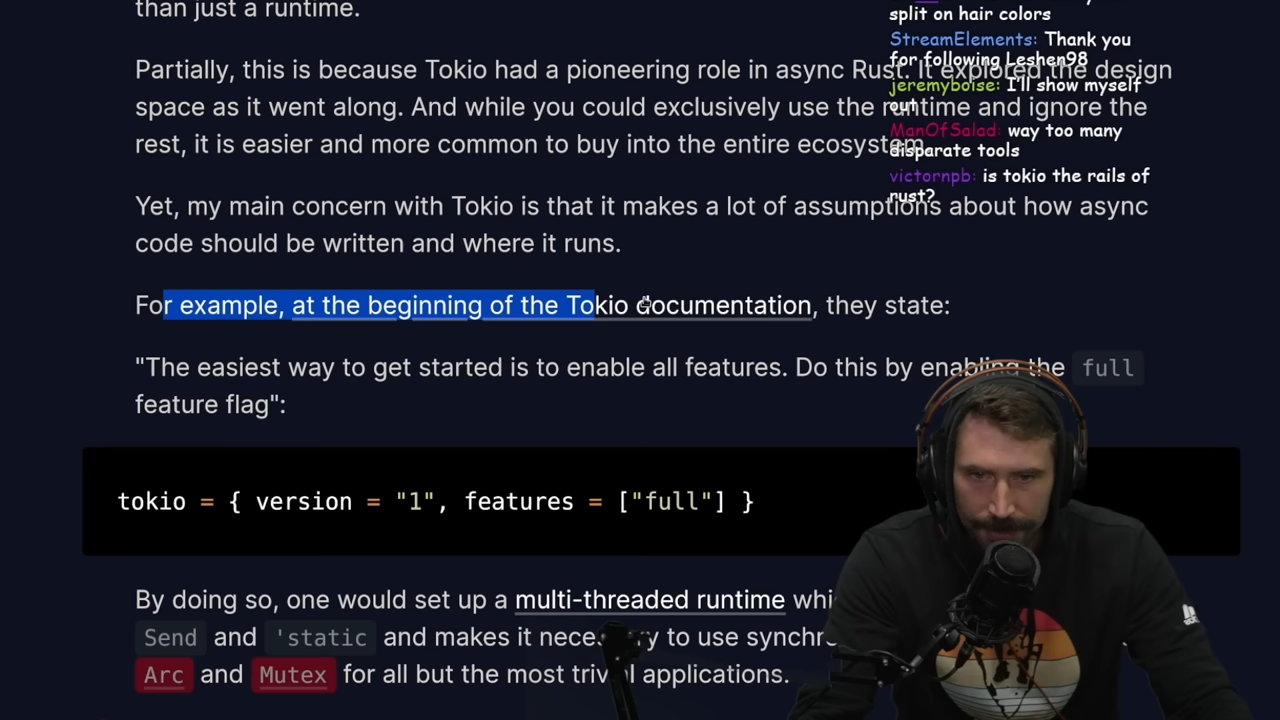 than just a runtime.
split on hair colors
StreamElements: Thank you
for following Leshen98
Partially, this is because Tokio had a pioneering role in async Rust. It explored the design
jeremyboise: I'll show myself
out
space as it went along. And while you could exclusively use the runtime and ignore the
ManOfSalad: way too many
disparate tools
rest, it is easier and more common to buy into the entire ecosystem.
victornpb: is tokio the rails of
rust?
Yet, my main concern with Tokio is that it makes a lot of assumptions about how async
code should be written and where it runs.
For example, at the beginning of the Tokio documentation, they state:
"The easiest way to get started is to enable all features. Do this by enabling the full
feature flag":
tokio = { version = "1", features = ["full"] }
By doing so, one would set up a multi-threaded runtime
Send and 'static and makes it to use
Arc and Mutex for all but the most trivial applications.